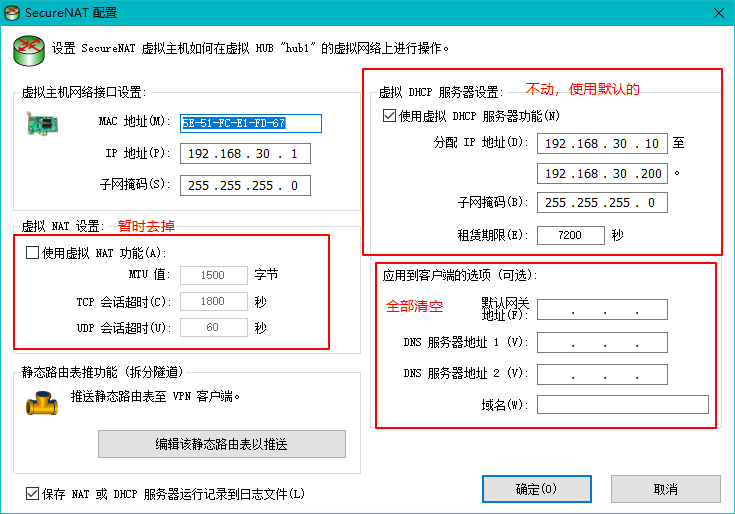 SecureNAT 配置
设置 SecureNAT 虚拟主机如何在虚拟 HUB "hub1" 的虚拟网络上进行操作。
虚拟主机网络接口设置:
MAC 地址(M): 5E-51-FC-E1-FD-67
IP 地址(P): 192.168.30.1
子网掩码(S): 255.255.255.0
虚拟 NAT 设置: 暂时去掉
使用虚拟 NAT 功能(A):
MTU 值: 1500 字节
TCP 会话超时(C): 1800 秒
UDP 会话超时(U): 60 秒
静态路由表推功能 (拆分隧道)
推送静态路由表至 VPN 客户端。
编辑该静态路由表以推送
保存 NAT 或 DHCP 服务器运行记录到日志文件(L)
虚拟 DHCP 服务器设置: 不动，使用默认的
使用虚拟 DHCP 服务器功能(N)
分配 IP 地址(D): 192.168.30.10 至
192.168.30.200 。
子网掩码(B): 255.255.255.0
租赁期限(E): 7200 秒
应用到客户端的选项 (可选):
全部清空
默认网关
地址(F): . . .
DNS 服务器地址 1 (V): . . .
DNS 服务器地址 2 (V): . . .
域名(W):
确定(O)
取消